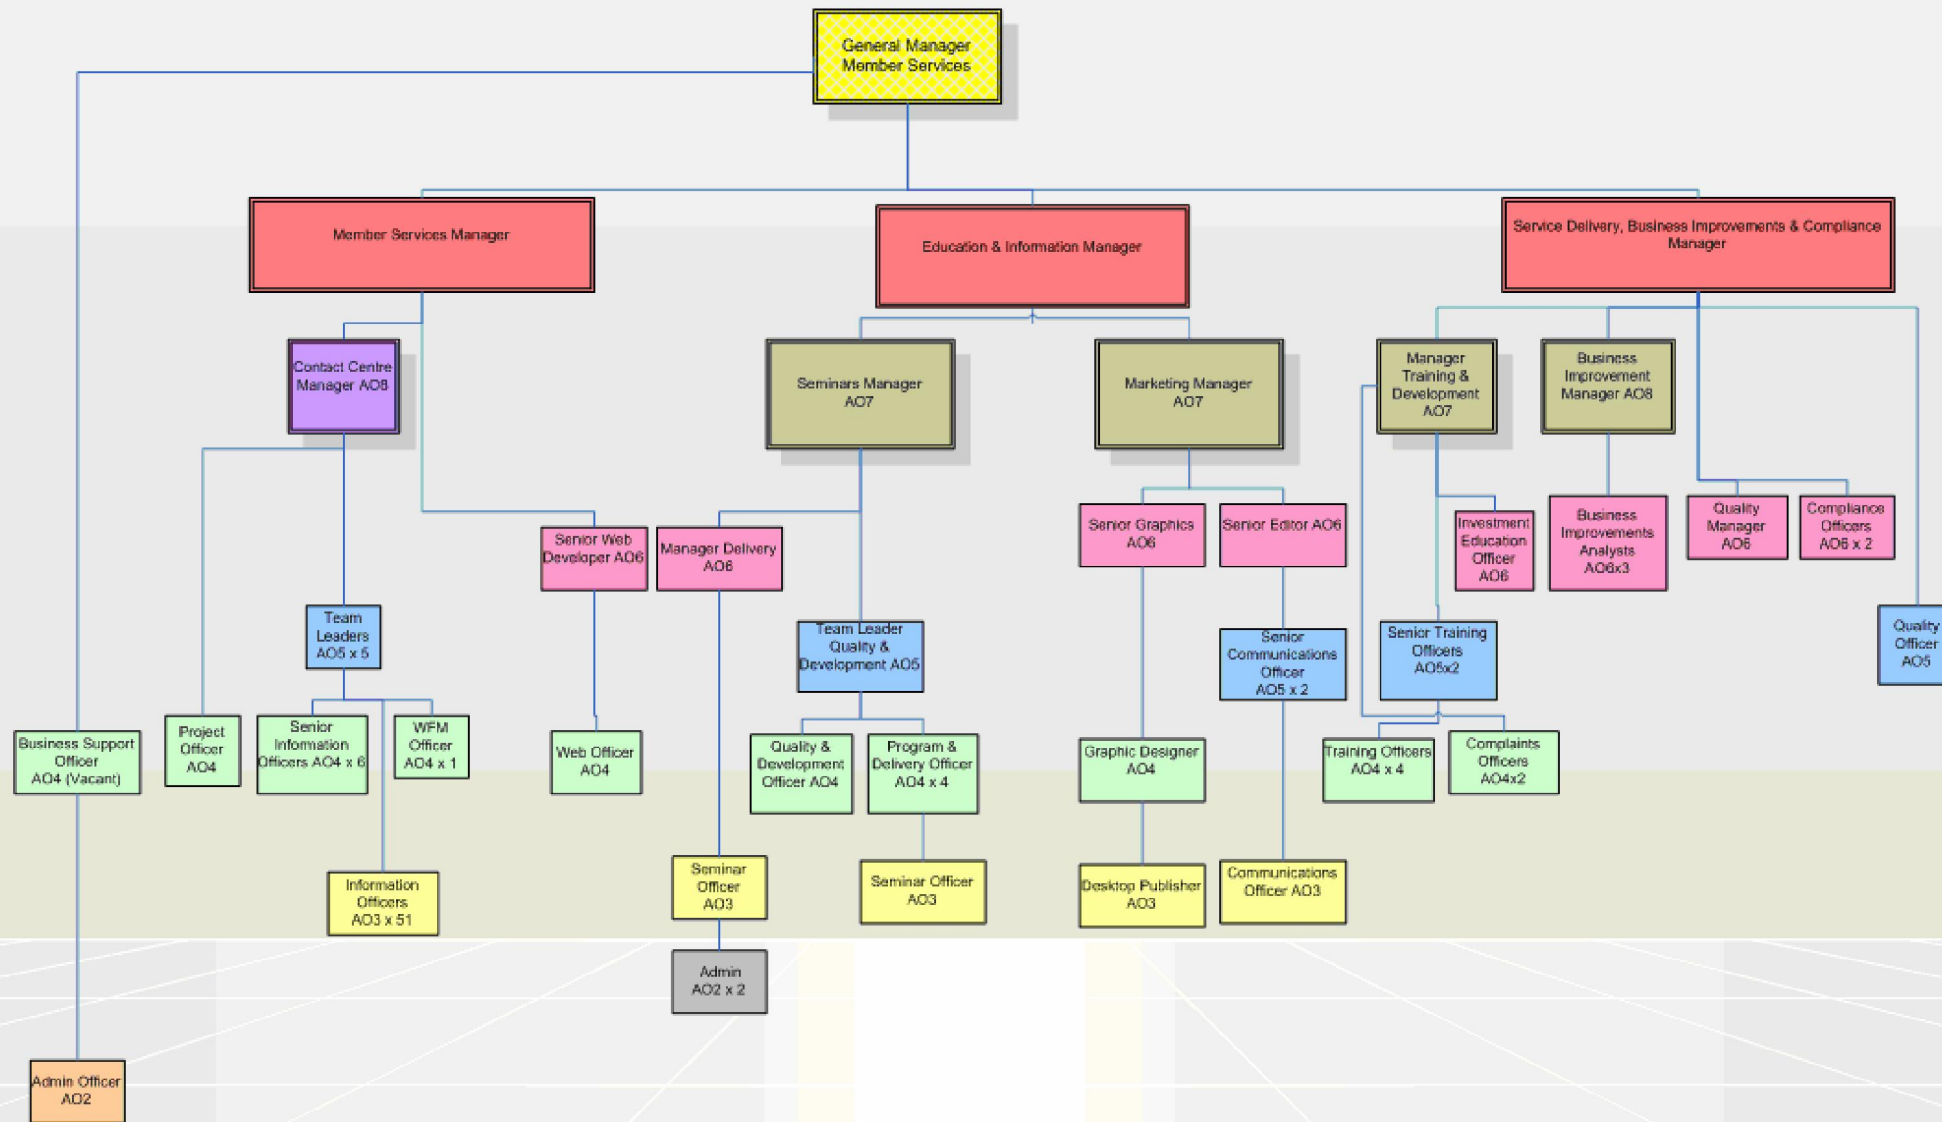 General Manager
Member Services
Member Services Manager
Education & Information Manager
Service Delivery, Business Improvements & Compliance
Manager
Contact Centre
Manager AO8
Seminars Manager
AO7
Marketing Manager
AO7
Manager
Training &
Development
AO7
Business
Improvement
Manager AO8
Senior Web
Developer AO6
Manager Delivery
AO6
Senior Graphics
AO6
Senior Editor AO6
Investment
Education
Officer
AO6
Business
Improvements
Analysts
AO6x3
Quality
Manager
AO6
Compliance
Officers
AO6 x 2
Team
Leaders
AO5 x 5
Team Leader
Quality &
Development AO5
Senior
Communications
Officer
AO5 x 2
Senior Training
Officers
AO5x2
Quality
Officer
AO5
Business Support
Officer
AO4 (Vacant)
Project
Officer
AO4
Senior
Information
Officers AO4 x 6
WFM
Officer
AO4 x 1
Web Officer
AO4
Quality &
Development
Officer AO4
Program &
Delivery Officer
AO4 x 4
Graphic Designer
AO4
Training Officers
AO4 x 4
Complaints
Officers
AO4x2
Information
Officers
AO3 x 51
Seminar
Officer
AO3
Seminar Officer
AO3
Desktop Publisher
AO3
Communications
Officer AO3
Admin
AO2 x 2
Admin Officer
AO2